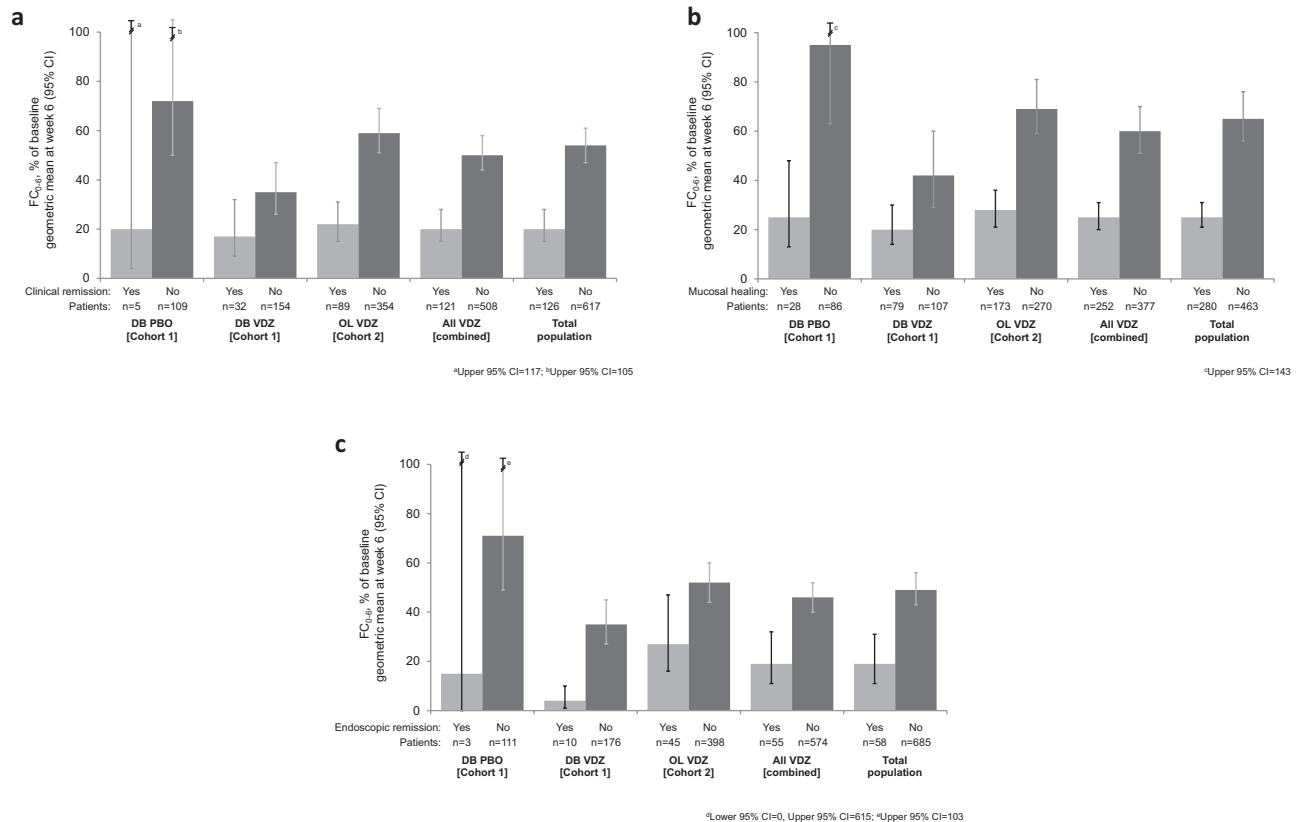 a
100
80
60
40
20
0
FC0-6, % of baseline
geometric mean at week 6 (95% CI)
a
b
Clinical remission: Yes No Yes No Yes No Yes No Yes No
Patients: n=5 n=109 n=32 n=154 n=89 n=354 n=121 n=508 n=126 n=617
DB PBO DB VDZ OL VDZ All VDZ Total
[Cohort 1] [Cohort 1] [Cohort 2] [combined] population
aUpper 95% CI=117; bUpper 95% CI=105
b
100
80
60
40
20
0
FC0-6, % of baseline
geometric mean at week 6 (95% CI)
c
Mucosal healing: Yes No Yes No Yes No Yes No Yes No
Patients: n=28 n=86 n=79 n=107 n=173 n=270 n=252 n=377 n=280 n=463
DB PBO DB VDZ OL VDZ All VDZ Total
[Cohort 1] [Cohort 1] [Cohort 2] [combined] population
cUpper 95% CI=143
c
100
80
60
40
20
0
FC0-6, % of baseline
geometric mean at week 6 (95% CI)
d
e
Endoscopic remission: Yes No Yes No Yes No Yes No Yes No
Patients: n=3 n=111 n=10 n=176 n=45 n=398 n=55 n=574 n=58 n=685
DB PBO DB VDZ OL VDZ All VDZ Total
[Cohort 1] [Cohort 1] [Cohort 2] [combined] population
dLower 95% CI=0, Upper 95% CI=615; eUpper 95% CI=103